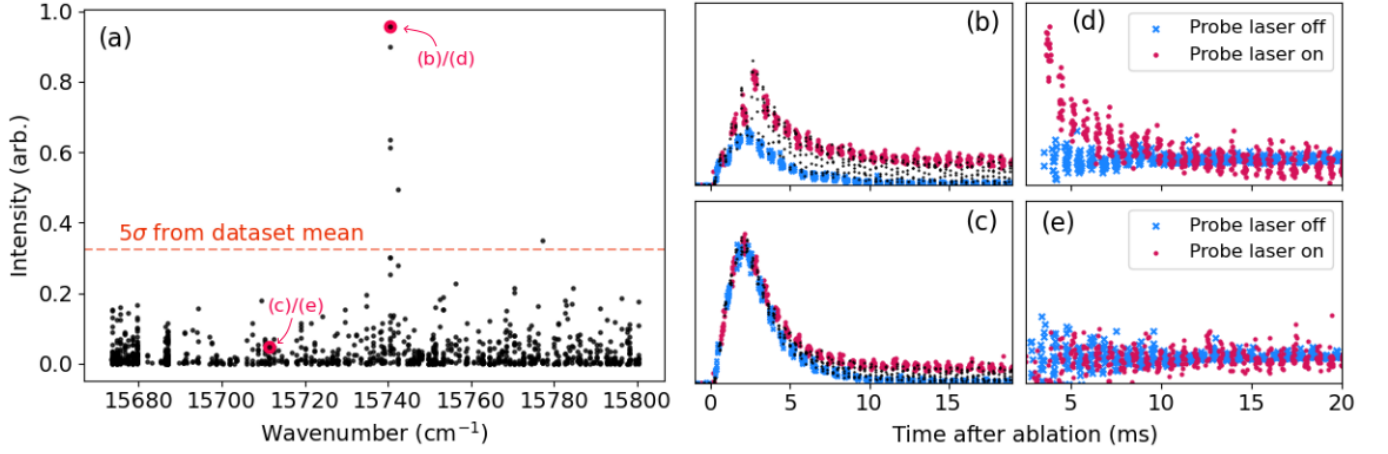 (a)
(b)/(d)
5σ from dataset mean
(c)/(e)
Intensity (arb.)
1.0
0.8
0.6
0.4
0.2
0.0
15680 15700 15720 15740 15760 15780 15800
Wavenumber (cm⁻¹)
(b)
(d)
Probe laser off
Probe laser on
(c)
(e)
Probe laser off
Probe laser on
0 5 10 15
5 10 15 20
Time after ablation (ms)